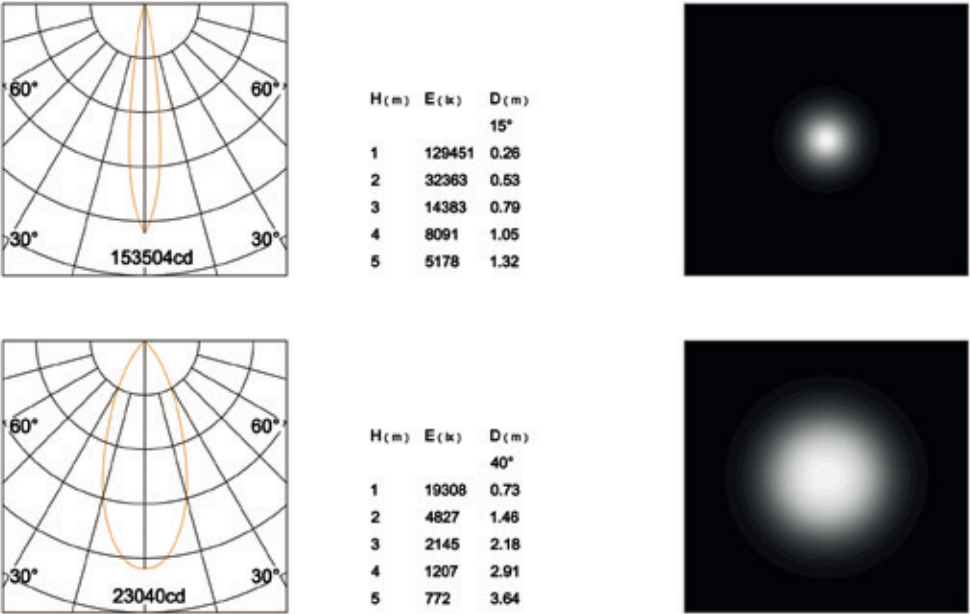 60° 60°
30° 30°
153504cd
H(m) E(lx) D(m)
15°
1 129451 0.26
2 32363 0.53
3 14383 0.79
4 8091 1.05
5 5178 1.32
60° 60°
30° 30°
23040cd
H(m) E(lx) D(m)
40°
1 19308 0.73
2 4827 1.46
3 2145 2.18
4 1207 2.91
5 772 3.64